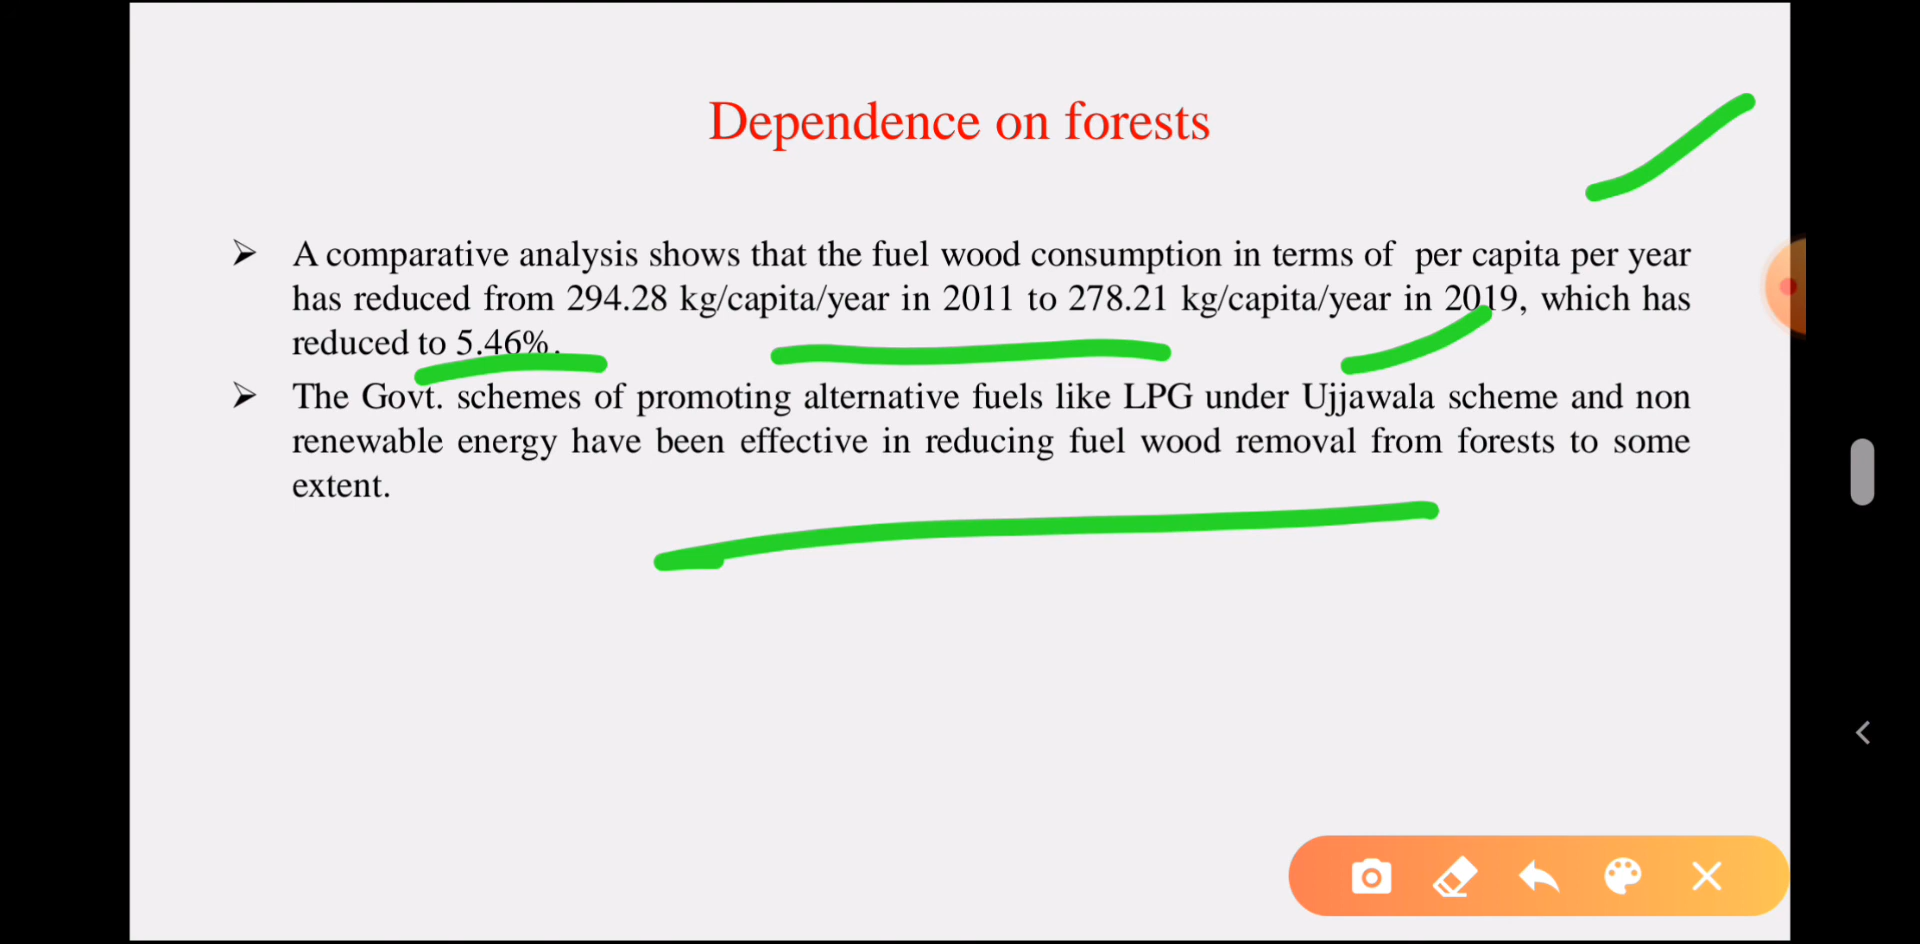 Dependence on forests
A comparative analysis shows that the fuel wood consumption in terms of per capita per year
has reduced from 294.28 kg/capita/year in 2011 to 278.21 kg/capita/year in 2019, which has
reduced to 5.46%.
The Govt. schemes of promoting alternative fuels like LPG under Ujjawala scheme and non
renewable energy have been effective in reducing fuel wood removal from forests to some
extent.